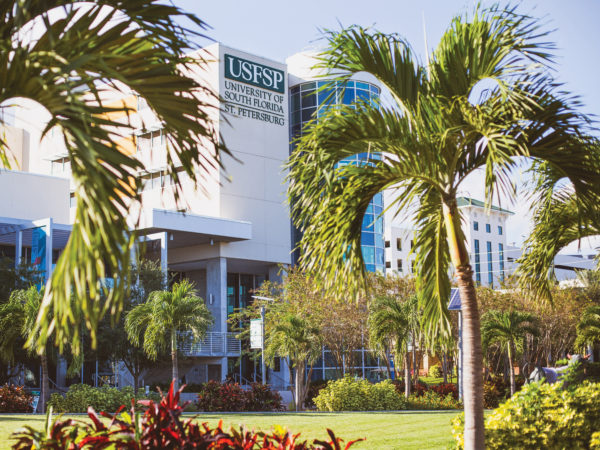 USFSP
UNIVERSITY OF
SOUTH FLORIDA
ST. PETERSBURG